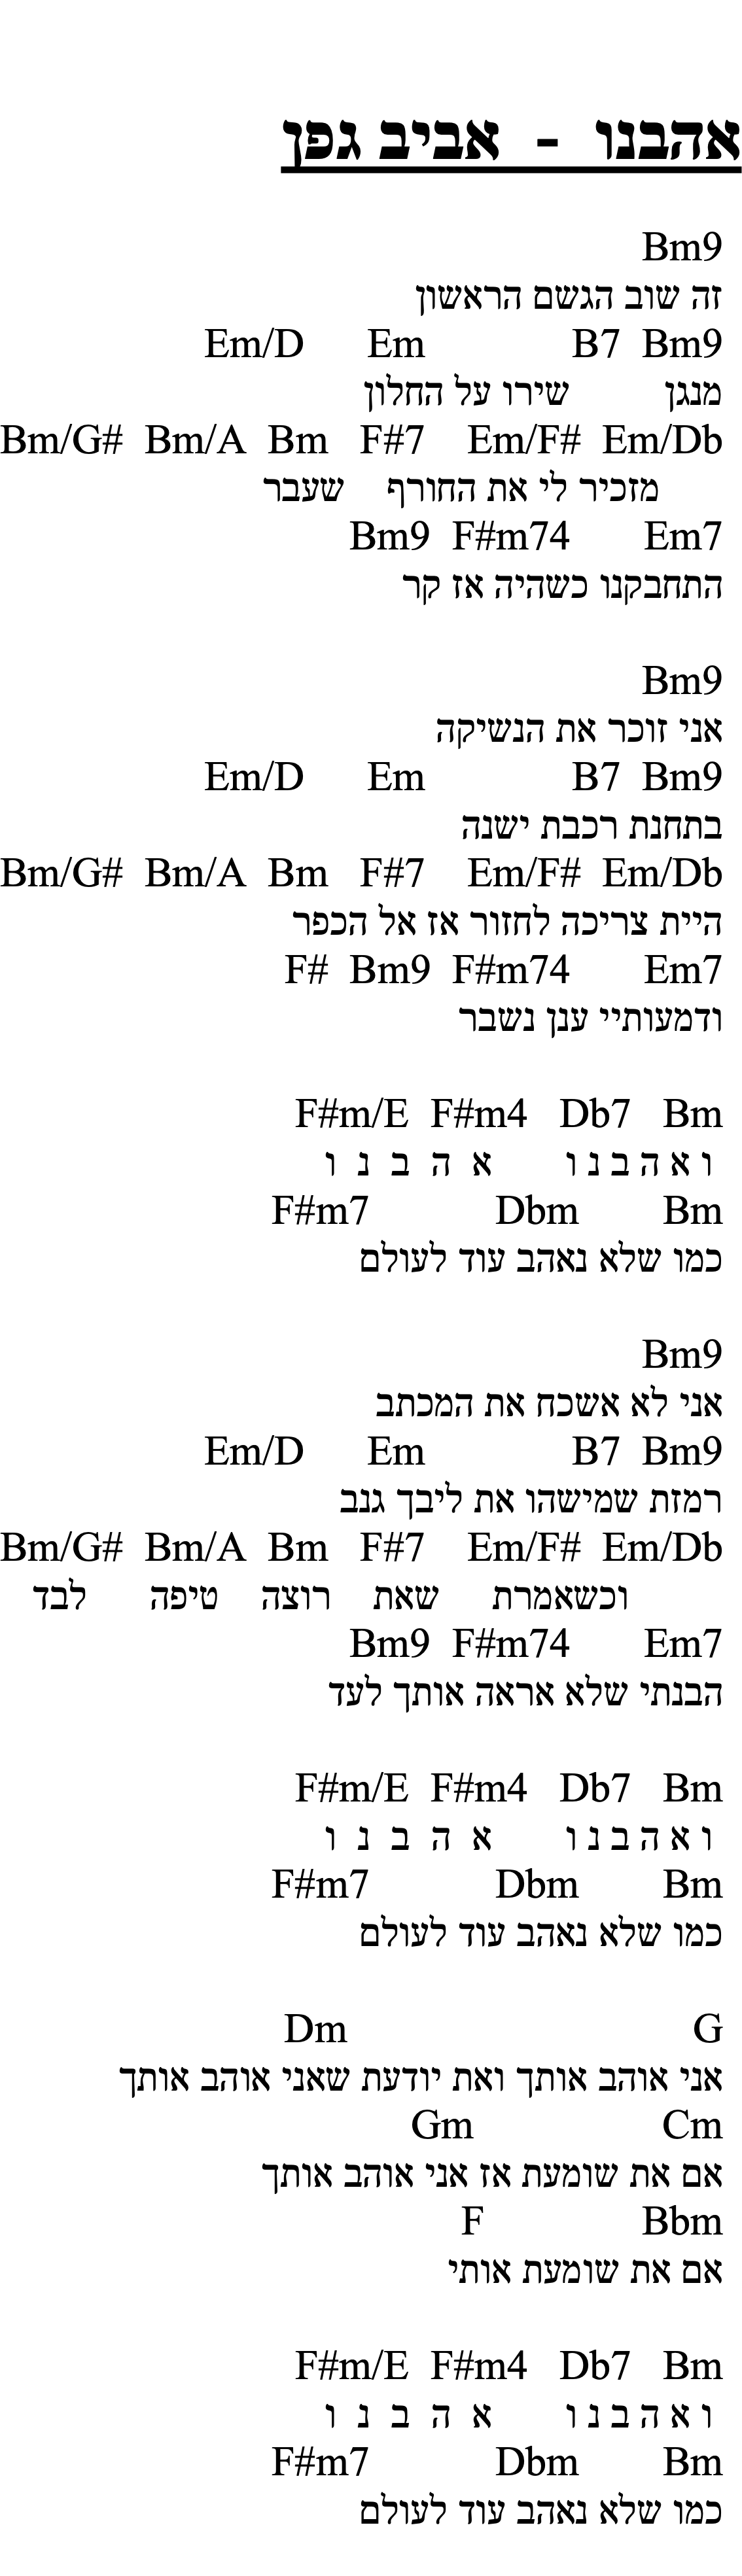 אהבנו - אביב גפן
Bm9
זה שוב הגשם הראשון
Em/D Em B7 Bm9
מנגן שירו על החלון
Bm/G# Bm/A Bm F#7 Em/F# Em/Db
מזכיר לי את החורף שעבר
Bm9 F#m74 Em7
התחבקנו כשהיה אז קר
Bm9
אני זוכר את הנשיקה
Em/D Em B7 Bm9
בתחנת רכבת ישנה
Bm/G# Bm/A Bm F#7 Em/F# Em/Db
היית צריכה לחזור אז אל הכפר
F# Bm9 F#m74 Em7
ודמעותיי ענן נשבר
F#m/E F#m4 Db7 Bm
ו א ה ב נ ו א ה ב נ ו
F#m7 Dbm Bm
כמו שלא נאהב עוד לעולם
Bm9
אני לא אשכח את המכתב
Em/D Em B7 Bm9
רמזת שמישהו את ליבך גנב
Bm/G# Bm/A Bm F#7 Em/F# Em/Db
וכשאמרת שאת רוצה טיפה לבד
Bm9 F#m74 Em7
הבנתי שלא אראה אותך לעד
F#m/E F#m4 Db7 Bm
ו א ה ב נ ו א ה ב נ ו
F#m7 Dbm Bm
כמו שלא נאהב עוד לעולם
Dm G
אני אוהב אותך ואת יודעת שאני אוהב אותך
Gm Cm
אם את שומעת אז אני אוהב אותך
F Bbm
אם את שומעת אותי
F#m/E F#m4 Db7 Bm
ו א ה ב נ ו א ה ב נ ו
F#m7 Dbm Bm
כמו שלא נאהב עוד לעולם